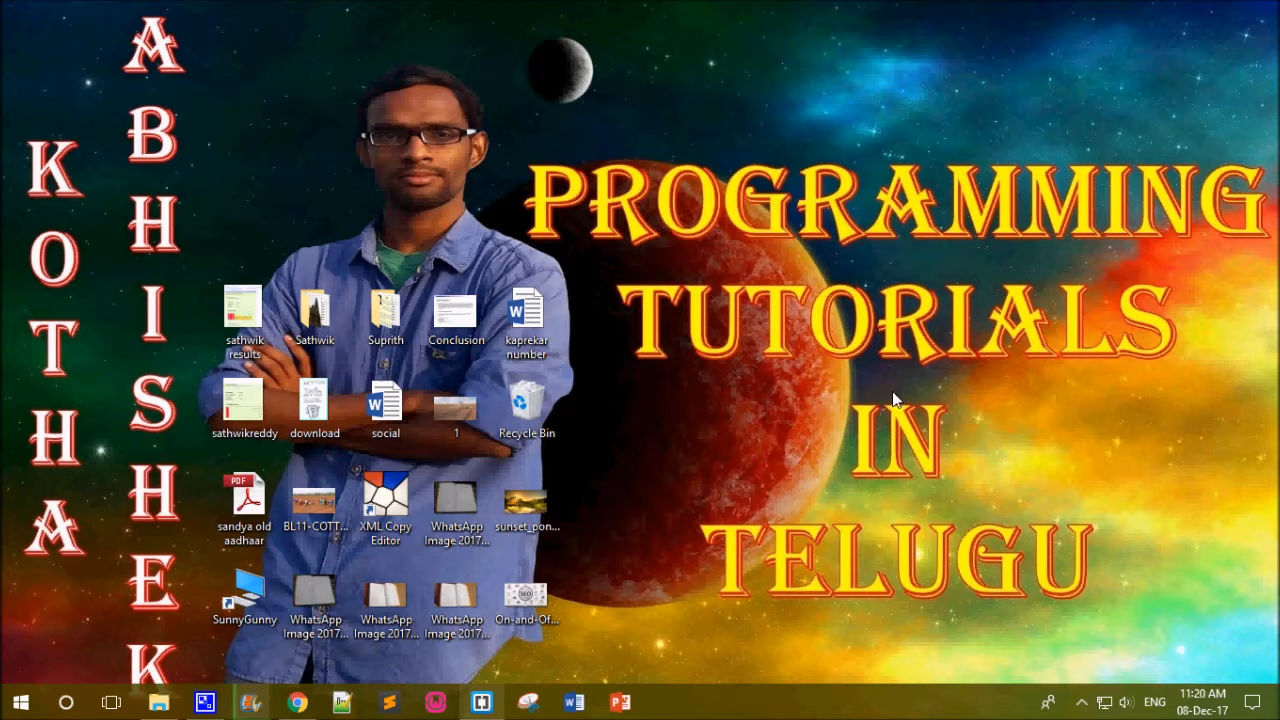 KOTHA
ABHISHEK
PROGRAMMING
TUTORIALS
IN
TELUGU
sathwik
results
Sathwik
Suprith
Conclusion
kaprekar
number
sathwikreddy
download
social
1
Recycle Bin
PDF
sandya old
aadhaar
BL11-COTT...
XML Copy
Editor
WhatsApp
Image 2017...
sunset_pon...
SunnyGunny
WhatsApp
Image 2017...
WhatsApp
Image 2017...
WhatsApp
Image 2017...
SEO
On-and-Of...
ENG
11:20 AM
08-Dec-17